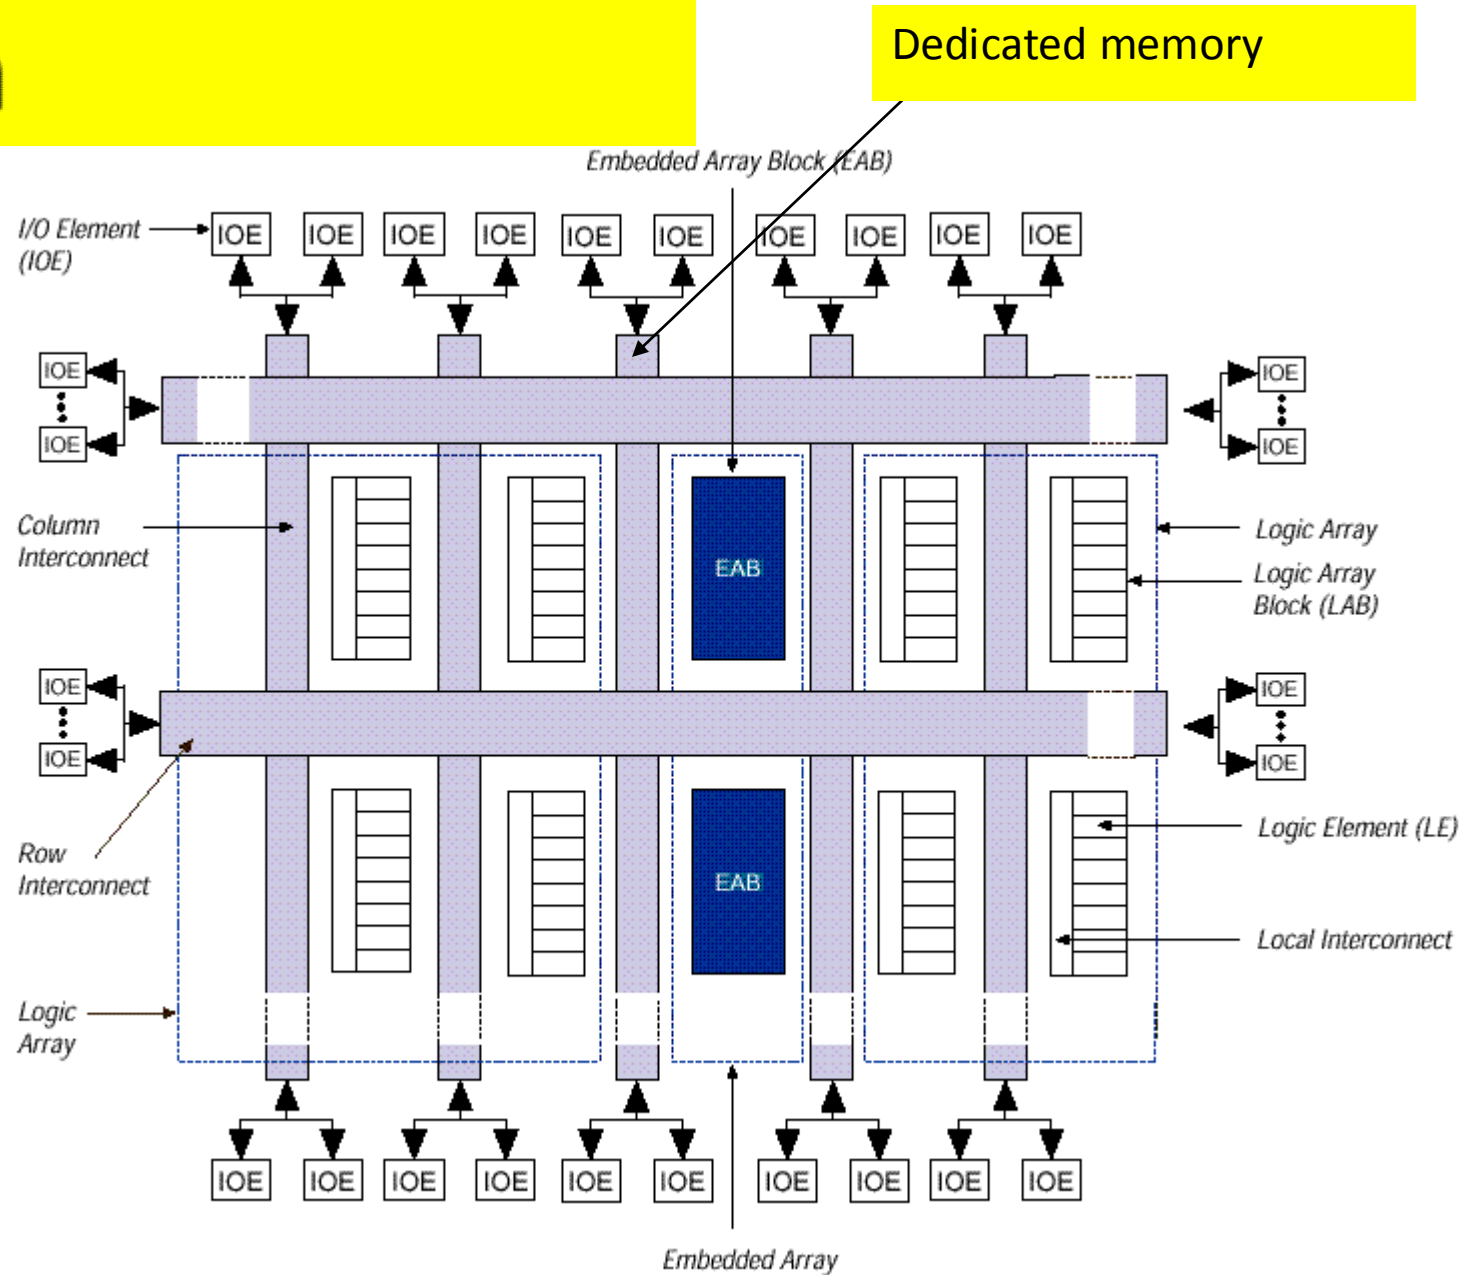 Dedicated memory
Embedded Array Block (EAB)
I/O Element
(IOE)
IOE IOE IOE IOE IOE IOE IOE IOE IOE IOE
IOE IOE
IOE IOE
Column
Interconnect
EAB
Logic Array
Logic Array
Block (LAB)
IOE IOE
IOE IOE
Row
Interconnect
EAB
Logic Element (LE)
Local Interconnect
Logic
Array
IOE IOE IOE IOE IOE IOE IOE IOE IOE IOE
Embedded Array